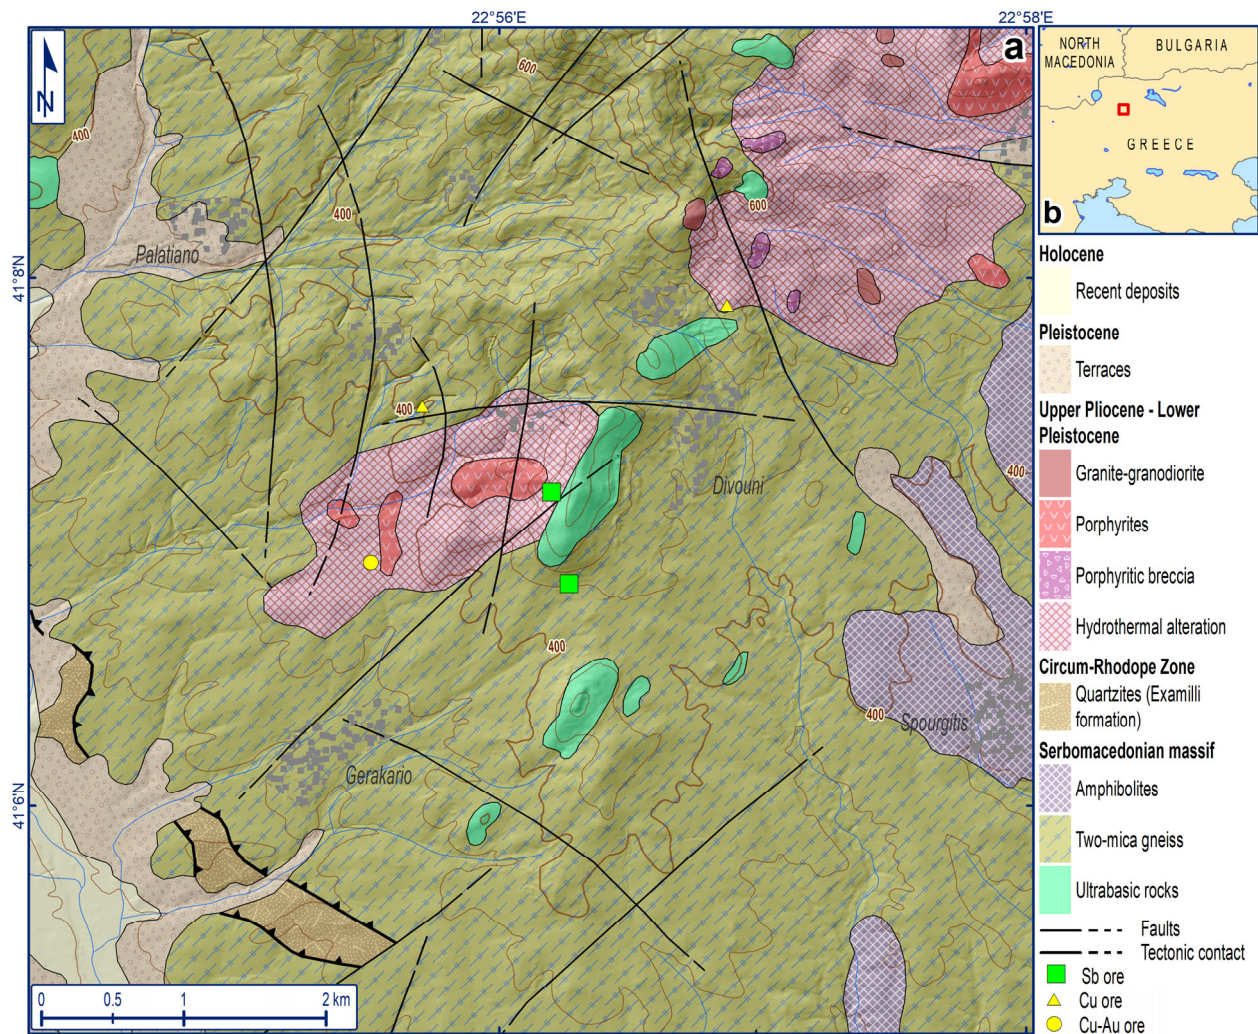 22°56'E
22°58'E
N
a
600
400
400
600
Palatiano
41°8'N
400
Divouni
400
400
400
Spourgitis
Gerakario
41°6'N
0 0.5 1 2 km
NORTH
MACEDONIA
BULGARIA
GREECE
b
Holocene
Recent deposits
Pleistocene
Terraces
Upper Pliocene - Lower
Pleistocene
Granite-granodiorite
Porphyrites
Porphyritic breccia
Hydrothermal alteration
Circum-Rhodope Zone
Quartzites (Examilli
formation)
Serbomacedonian massif
Amphibolites
Two-mica gneiss
Ultrabasic rocks
Faults
Tectonic contact
Sb ore
Cu ore
Cu-Au ore